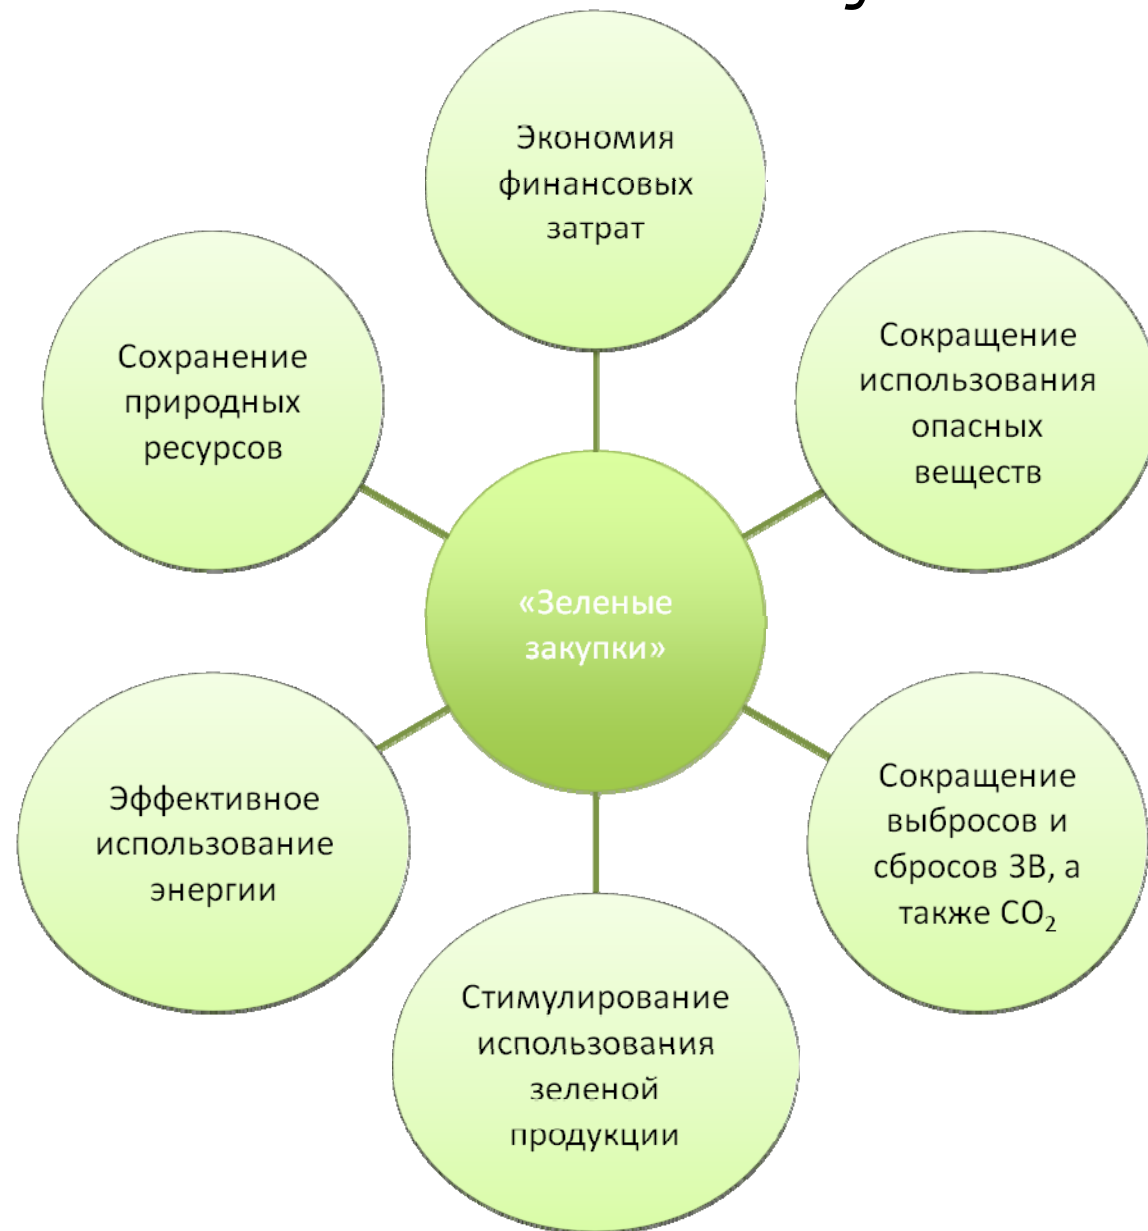 Экономия
финансовых
затрат
Сокращение
использования
опасных
веществ
Сокращение
выбросов и
сбросов ЗВ, а
также CO₂
Стимулирование
использования
зеленой
продукции
Эффективное
использование
энергии
Сохранение
природных
ресурсов
«Зеленые
закупки»